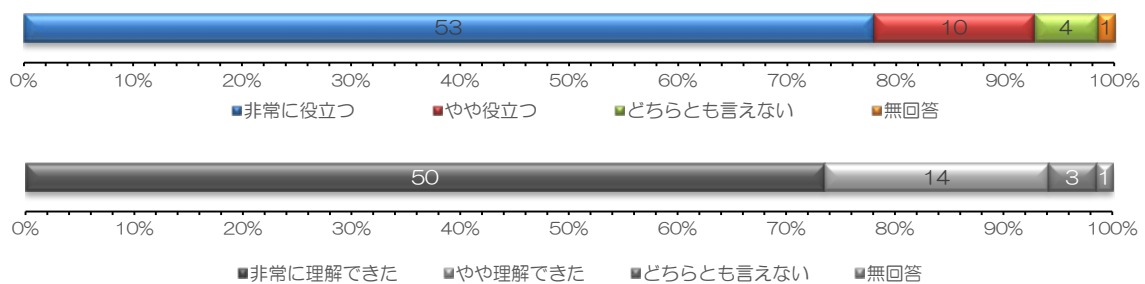 53 10 4 1
0% 10% 20% 30% 40% 50% 60% 70% 80% 90% 100%
■非常に役立つ ■やや役立つ ■どちらとも言えない ■無回答
50 14 3 1
0% 10% 20% 30% 40% 50% 60% 70% 80% 90% 100%
■非常に理解できた ■やや理解できた ■どちらとも言えない ■無回答